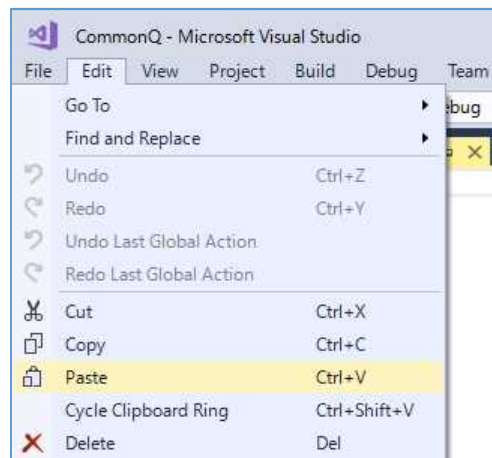 CommonQ - Microsoft Visual Studio
File Edit View Project Build Debug Team
Go To
Find and Replace
Undo Ctrl+Z
Redo Ctrl+Y
Undo Last Global Action
Redo Last Global Action
Cut Ctrl+X
Copy Ctrl+C
Paste Ctrl+V
Cycle Clipboard Ring Ctrl+Shift+V
Delete Del